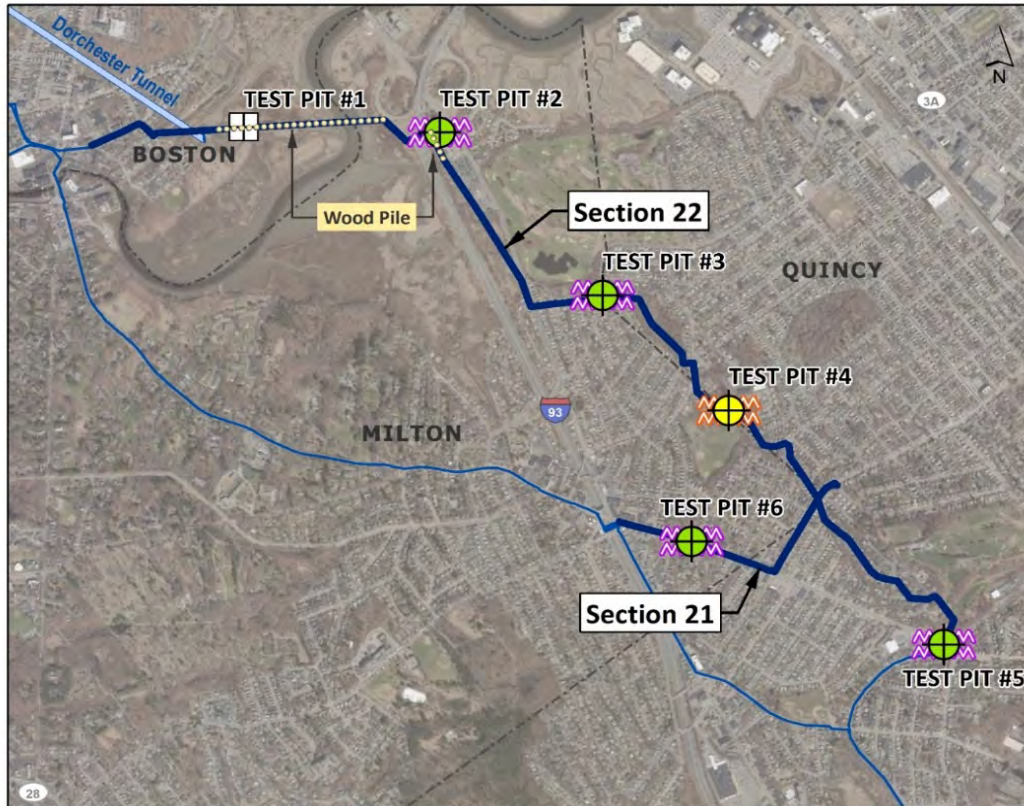 Dorchester Tunnel
TEST PIT #1
TEST PIT #2
N
3A
BOSTON
Wood Pile
Section 22
TEST PIT #3
QUINCY
TEST PIT #4
93
MILTON
TEST PIT #6
Section 21
TEST PIT #5
28